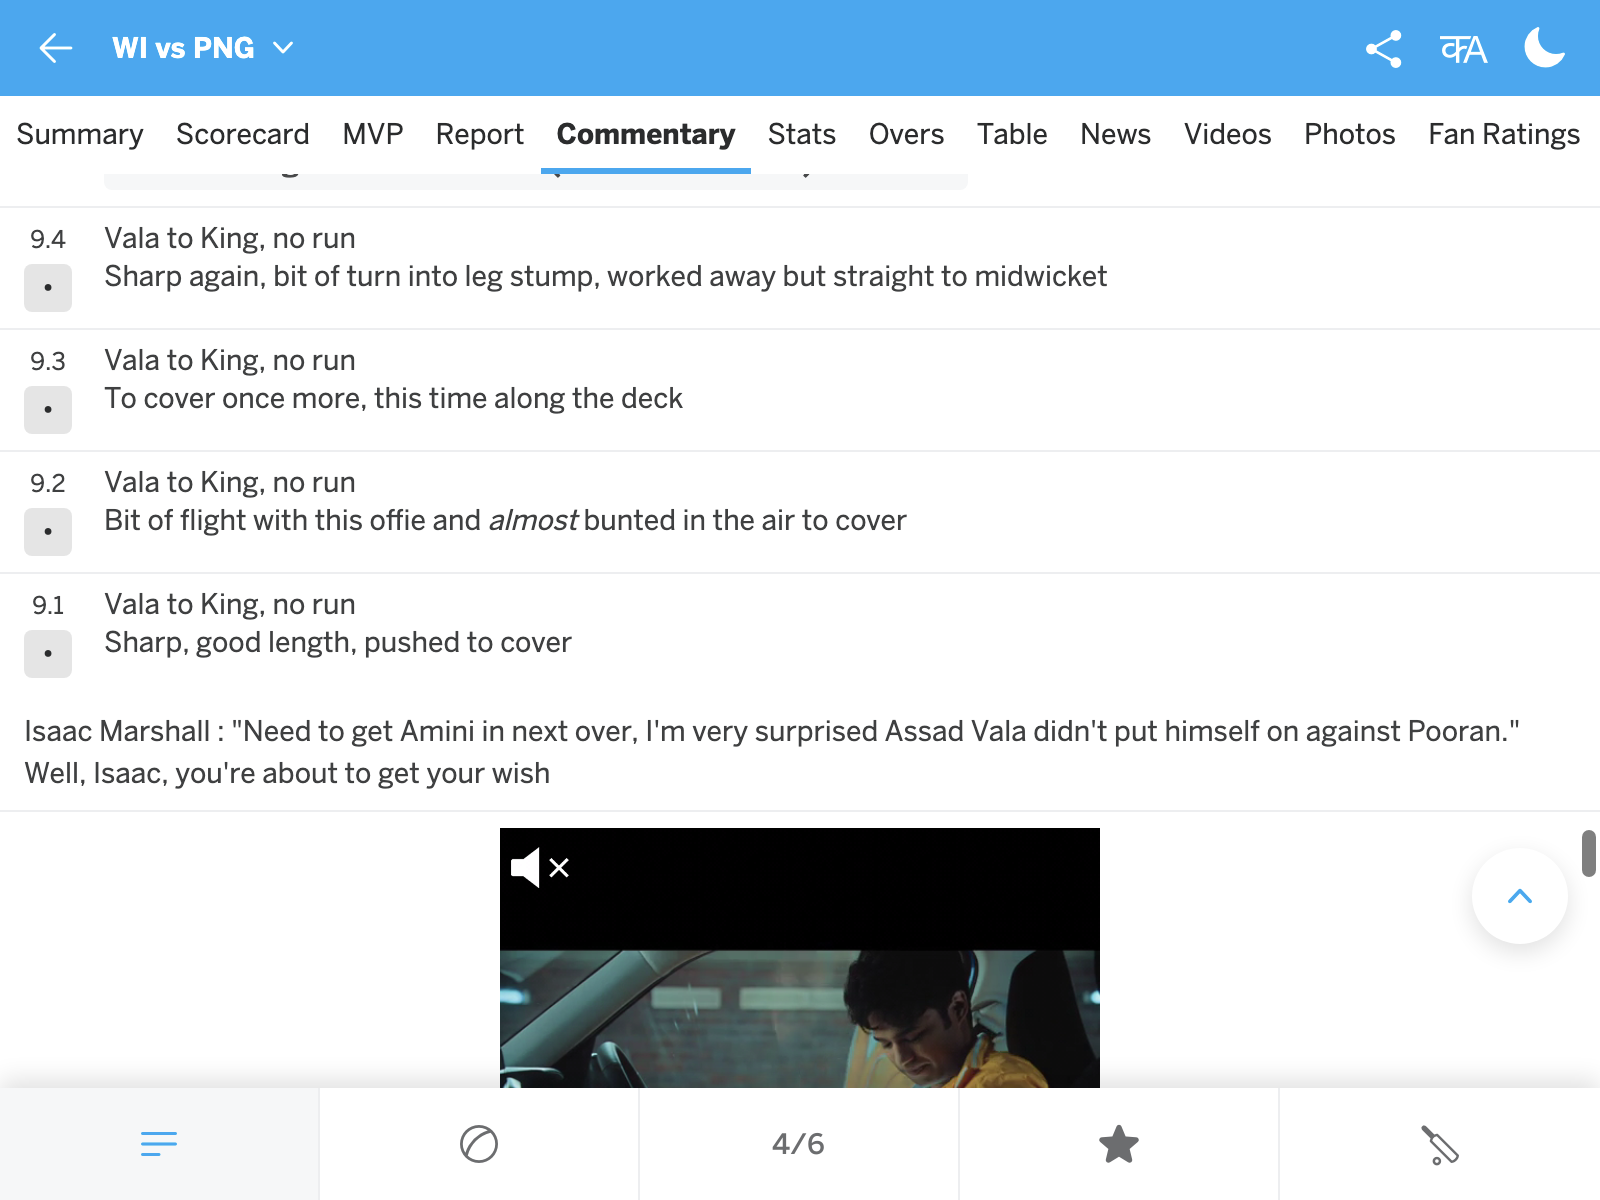 WI vs PNG
Summary Scorecard MVP Report Commentary Stats Overs Table News Videos Photos Fan Ratings
9.4 Vala to King, no run
Sharp again, bit of turn into leg stump, worked away but straight to midwicket
9.3 Vala to King, no run
To cover once more, this time along the deck
9.2 Vala to King, no run
Bit of flight with this offie and almost bunted in the air to cover
9.1 Vala to King, no run
Sharp, good length, pushed to cover
Isaac Marshall : "Need to get Amini in next over, I'm very surprised Assad Vala didn't put himself on against Pooran."
Well, Isaac, you're about to get your wish
4/6